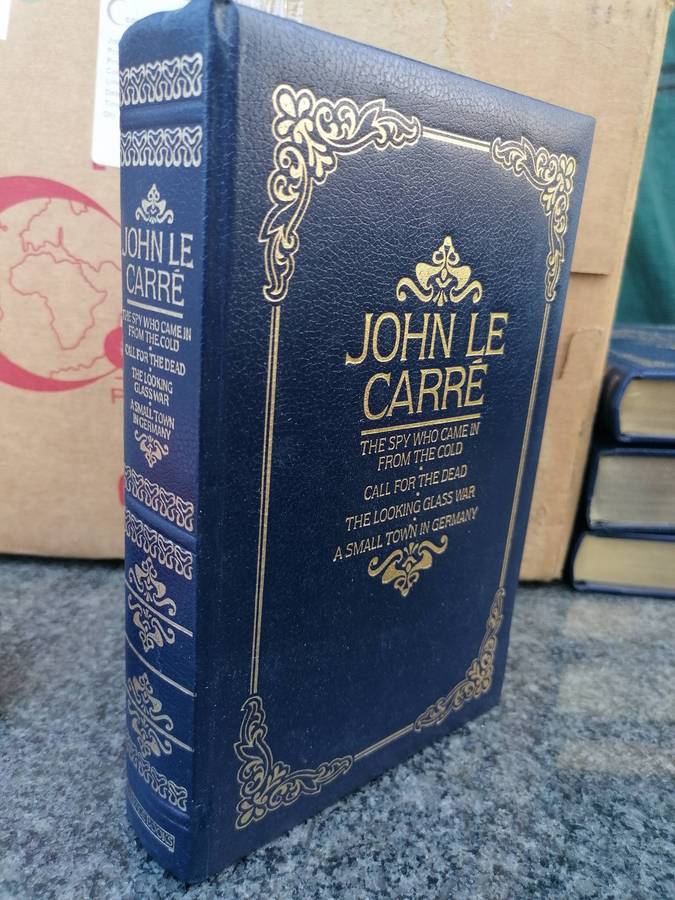 JOHN LE
CARRÉ
THE SPY WHO CAME IN
FROM THE COLD
CALL FOR THE DEAD
THE LOOKING
GLASS WAR
A SMALL TOWN
IN GERMANY
BOOKS
JOHN LE
CARRÉ
THE SPY WHO CAME IN
FROM THE COLD
CALL FOR THE DEAD
THE LOOKING GLASS WAR
A SMALL TOWN IN GERMANY